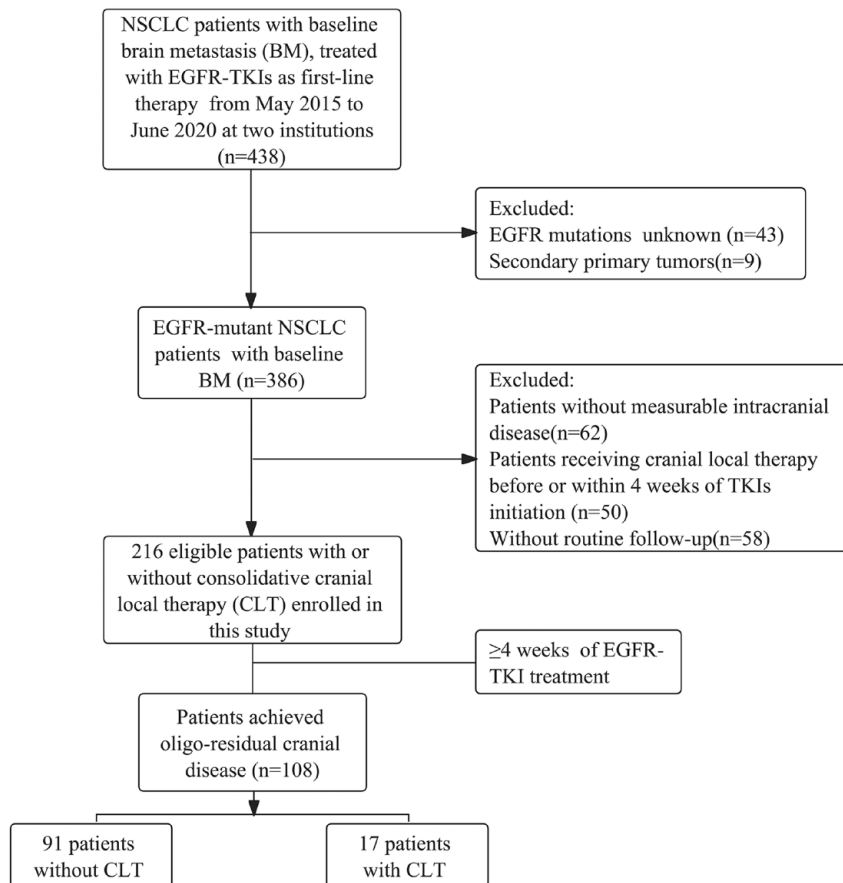 NSCLC patients with baseline
brain metastasis (BM), treated
with EGFR-TKIs as first-line
therapy from May 2015 to
June 2020 at two institutions
(n=438)
Excluded:
EGFR mutations unknown (n=43)
Secondary primary tumors(n=9)
EGFR-mutant NSCLC
patients with baseline
BM (n=386)
Excluded:
Patients without measurable intracranial
disease(n=62)
Patients receiving cranial local therapy
before or within 4 weeks of TKIs
initiation (n=50)
Without routine follow-up(n=58)
216 eligible patients with or
without consolidative cranial
local therapy (CLT) enrolled in
this study
≥4 weeks of EGFR-
TKI treatment
Patients achieved
oligo-residual cranial
disease (n=108)
91 patients
without CLT
17 patients
with CLT